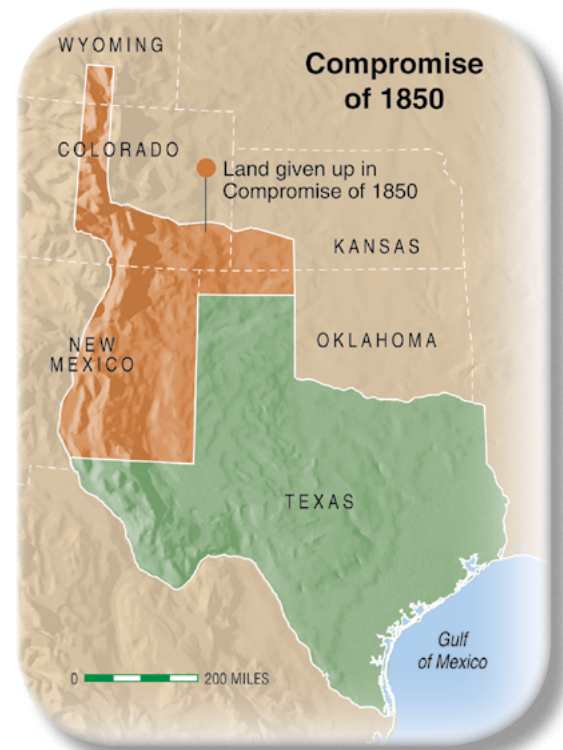 WYOMING
Compromise
of 1850
COLORADO
Land given up in
Compromise of 1850
KANSAS
NEW
MEXICO
OKLAHOMA
TEXAS
Gulf
of Mexico
0 200 MILES